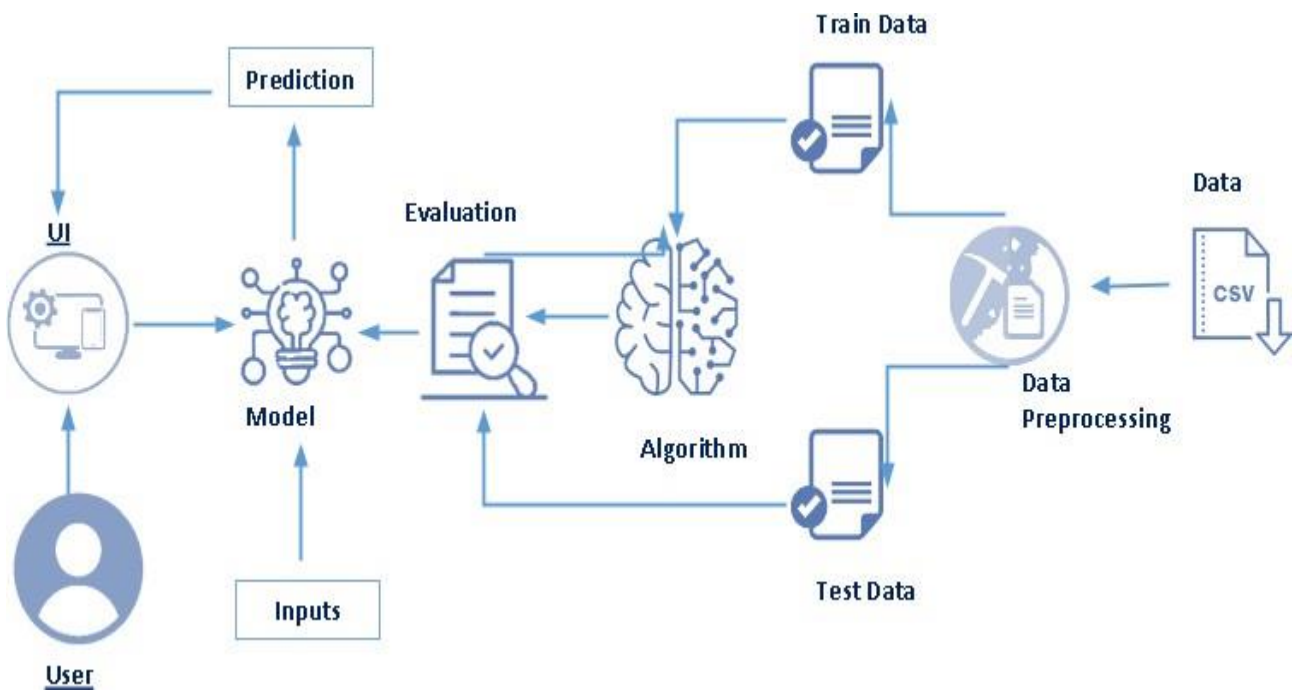 Train Data
Prediction
Data
Evaluation
UI
CSV
Data
Preprocessing
Model
Algorithm
Test Data
Inputs
User